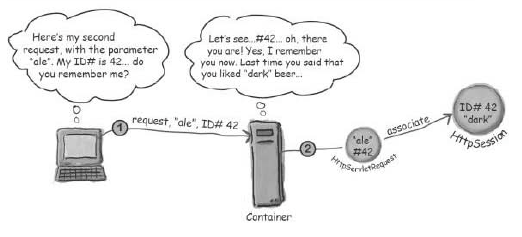 Here's my second
request, with the parameter
"ale". My ID# is 42... do
you remember me?
Let's see...#42... oh, there
you are! Yes, I remember
you now. Last time you said that
you liked "dark" beer...
1
request, "ale", ID# 42
2
"ale"
#42
HttpServletRequest
associate
ID# 42
"dark"
HttpSession
Container